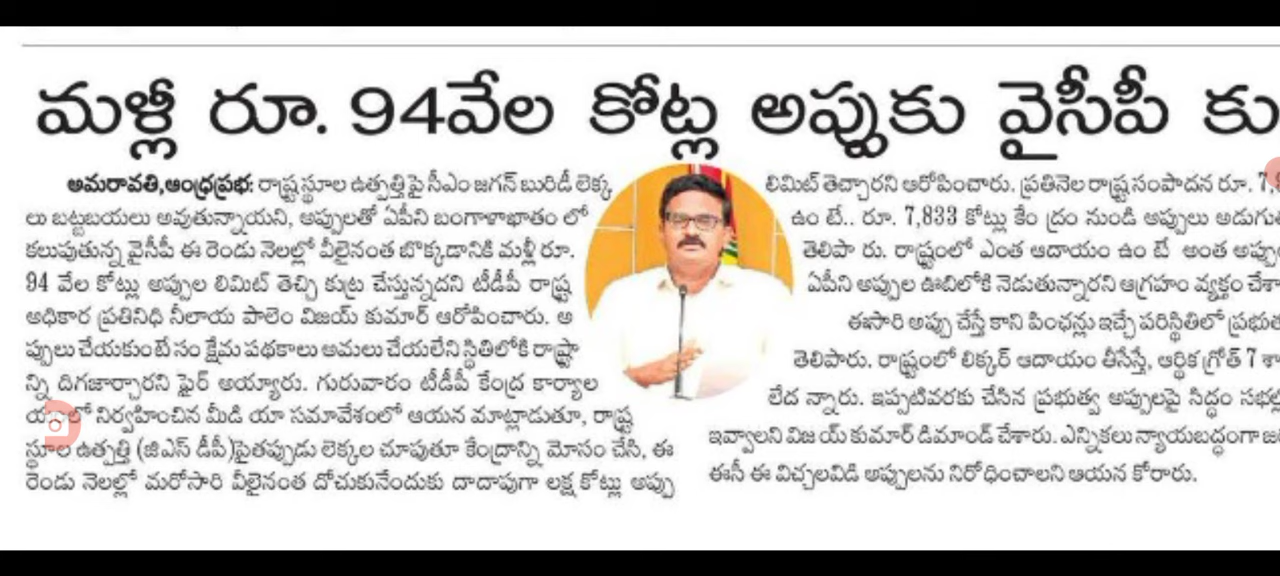 మళ్లీ రూ. 94వేల కోట్ల అప్పుకు వైసీపీ కు
అమరావతి,ఆంధ్రప్రభ: రాష్ట్ర స్థూల ఉత్పత్తి పై సీఎం జగన్ బురిడీ లెక్క
లు బట్టబయలు అవుతున్నాయని, అప్పులతో ఏపీని బంగాళాఖాతం లో
కలుపుతున్న వైసీపీ ఈ రెండు నెలల్లో వీలైనంత బొక్కడానికి మళ్లీ రూ.
94 వేల కోట్లు అప్పుల లిమిట్ తెచ్చి కుట్ర చేస్తున్నదని టీడీపీ రాష్ట్ర
అధికార ప్రతినిధి నీలాయ పాలెం విజయ్ కుమార్ ఆరోపించారు. అ
ప్పులు చేయకుంటే సం క్షేమ పథకాలు అమలు చేయలేని స్థితిలోకి రాష్ట్రా
న్ని దిగజార్చారని ఫైర్ అయ్యారు. గురువారం టీడీపీ కేంద్ర కార్యాల
యంలో నిర్వహించిన మీడి యా సమావేశంలో ఆయన మాట్లాడుతూ, రాష్ట్ర
స్థూల ఉత్పత్తి (జిఎస్ డీపీ)పైతప్పుడు లెక్కల చూపుతూ కేంద్రాన్ని మోసం చేసి, ఈ
రెండు నెలల్లో మరోసారి వీలైనంత దోచుకునేందుకు దాదాపుగా లక్ష కోట్లు అప్పు
లిమిట్ తెచ్చారని ఆరోపించారు. ప్రతినెల రాష్ట్ర సంపాదన రూ.
ఉం టే.. రూ. 7,833 కోట్లు కేం ద్రం నుండి అప్పులు అడుగు
తెలిపా రు. రాష్ట్రంలో ఎంత ఆదాయం ఉం టే అంత అప్పు
ఏపీని అప్పుల ఊబిలోకి నెడుతున్నారని ఆగ్రహం వ్యక్తం చేశా
ఈసారి అప్పు చేస్తే కాని పింఛన్లు ఇచ్చే పరిస్థితిలో ప్రభు
తెలిపారు. రాష్ట్రంలో లిక్కర్ ఆదాయం తీసేస్తే, ఆర్థిక గ్రోత్ 7 శా
లేద న్నారు. ఇప్పటివరకు చేసిన ప్రభుత్వ అప్పులపై సిద్ధం సభల్ల
ఇవ్వాలని విజ య్ కుమార్ డిమాండ్ చేశారు. ఎన్నికలు న్యాయబద్ధంగా
ఈసీ ఈ విచ్చలవిడి అప్పులను నిరోధించాలని ఆయన కోరారు.